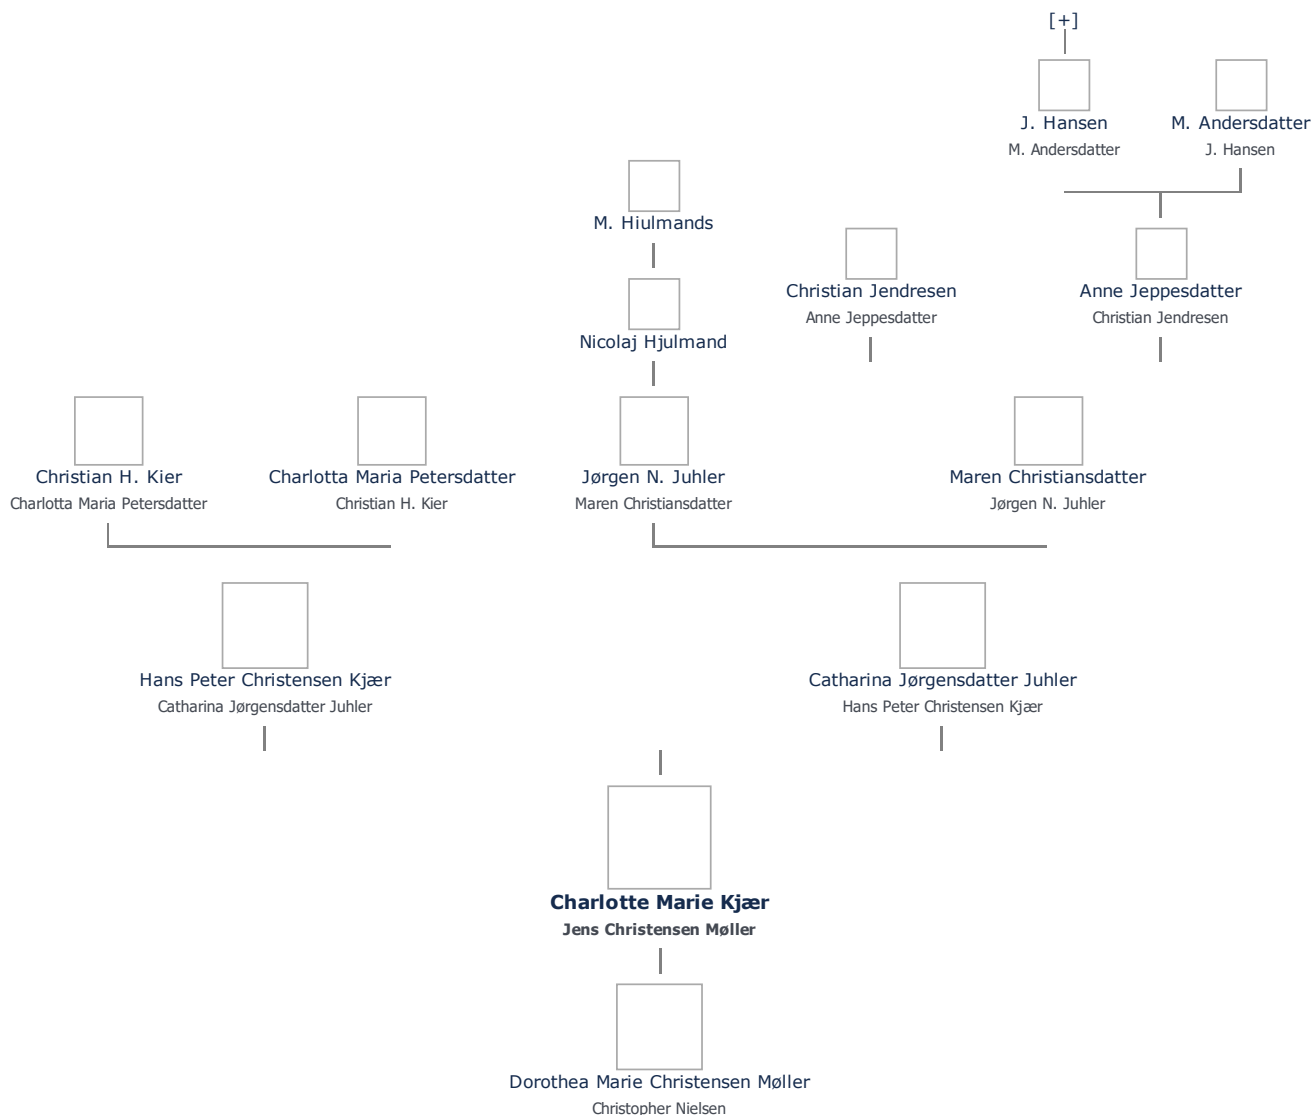 [+]
J. Hansen
M. Andersdatter
M. Andersdatter
J. Hansen
M. Hiulmands
Christian Jendresen
Anne Jeppesdatter
Anne Jeppesdatter
Christian Jendresen
Nicolaj Hjulmand
Christian H. Kier
Charlotta Maria Petersdatter
Charlotta Maria Petersdatter
Christian H. Kier
Jørgen N. Juhler
Maren Christiansdatter
Maren Christiansdatter
Jørgen N. Juhler
Hans Peter Christensen Kjær
Catharina Jørgensdatter Juhler
Catharina Jørgensdatter Juhler
Hans Peter Christensen Kjær
Charlotte Marie Kjær
Jens Christensen Møller
Dorothea Marie Christensen Møller
Christopher Nielsen